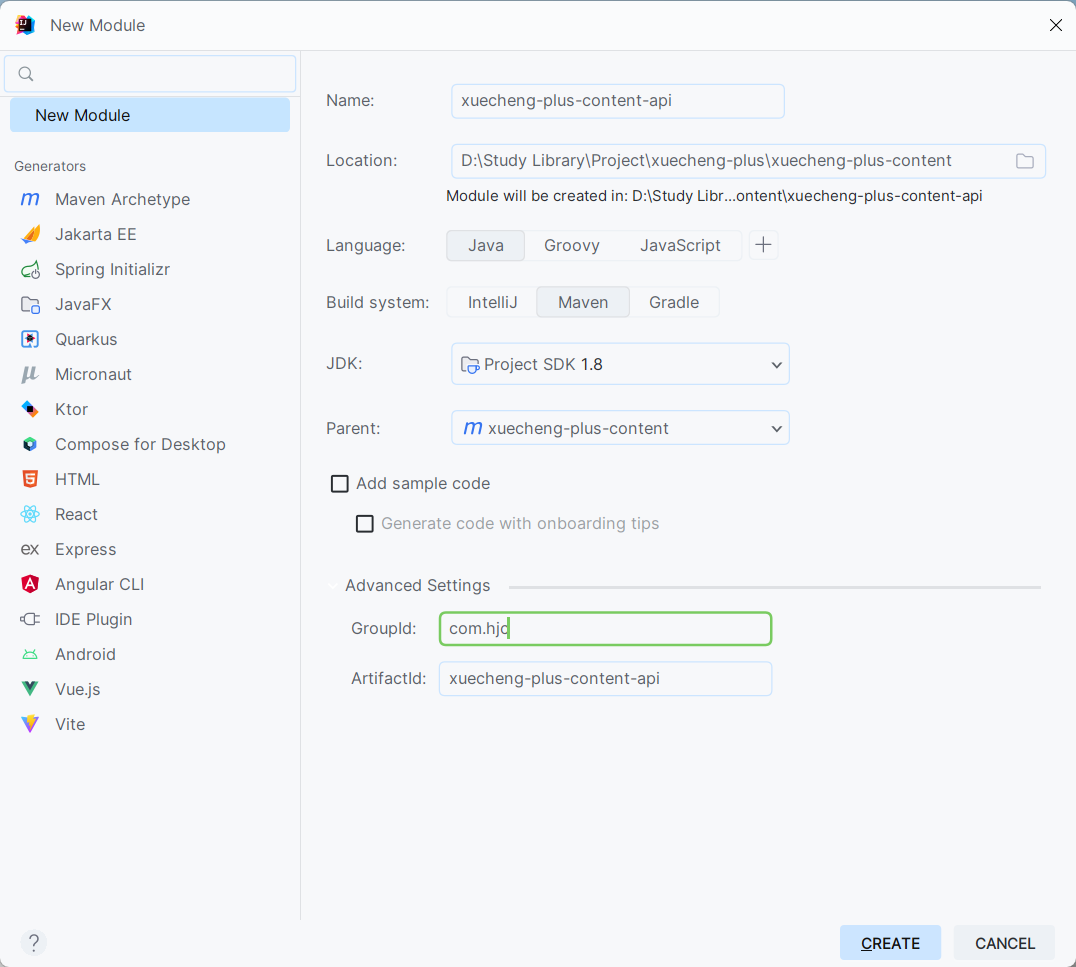 New Module
New Module
Generators
Maven Archetype
Jakarta EE
Spring Initializr
JavaFX
Quarkus
Micronaut
Ktor
Compose for Desktop
HTML
React
Express
Angular CLI
IDE Plugin
Android
Vue.js
Vite
Name: xuecheng-plus-content-api
Location: D:\Study Library\Project\xuecheng-plus\xuecheng-plus-content
Module will be created in: D:\Study Libr...ontent\xuecheng-plus-content-api
Language: Java Groovy JavaScript +
Build system: IntelliJ Maven Gradle
JDK: Project SDK 1.8
Parent: xuecheng-plus-content
Add sample code
Generate code with onboarding tips
Advanced Settings
GroupId: com.hjc
ArtifactId: xuecheng-plus-content-api
? CREATE CANCEL